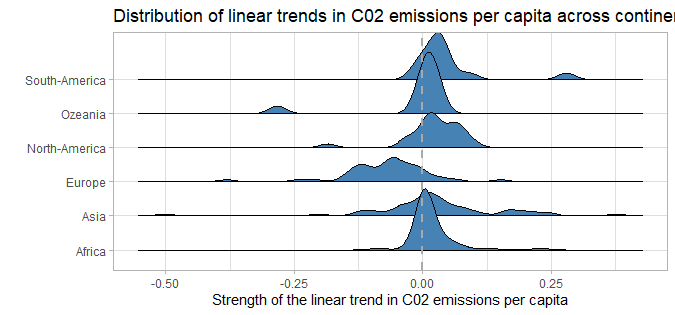 Distribution of linear trends in C02 emissions per capita across contine
South-America
Ozeania
North-America
Europe
Asia
Africa
-0.50
-0.25
0.00
0.25
Strength of the linear trend in C02 emissions per capita